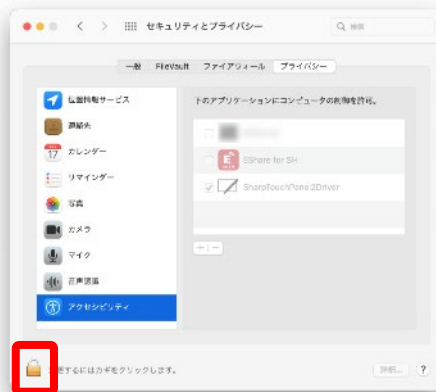 セキュリティとプライバシー
検索
一般 FileVault ファイアウォール プライバシー
位置情報サービス
連絡先
カレンダー
17
リマインダー
写真
カメラ
マイク
音声認識
アクセシビリティ
下のアプリケーションにコンピュータの制御を許可。
EShare for SH
SharpTouchPane 2Driver
+ −
するにはカギをクリックします。
詳細... ?